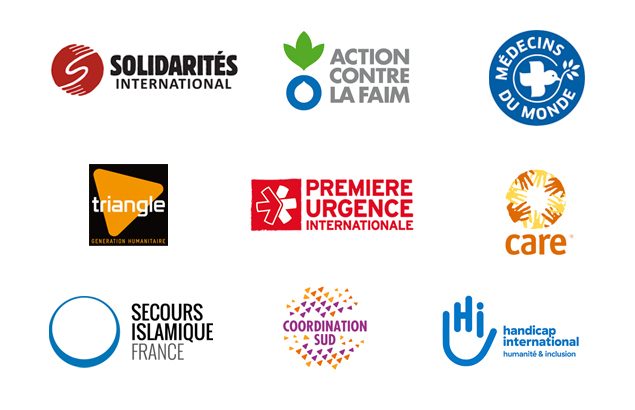 SOLIDARITÉS
INTERNATIONAL
ACTION
CONTRE
LA FAIM
MÉDECINS
DU MONDE
triangle
GENERATION HUMANITAIRE
PREMIERE
URGENCE
INTERNATIONALE
care®
SECOURS
ISLAMIQUE
FRANCE
COORDINATION
SUD
Hi
handicap
international
humanité & inclusion